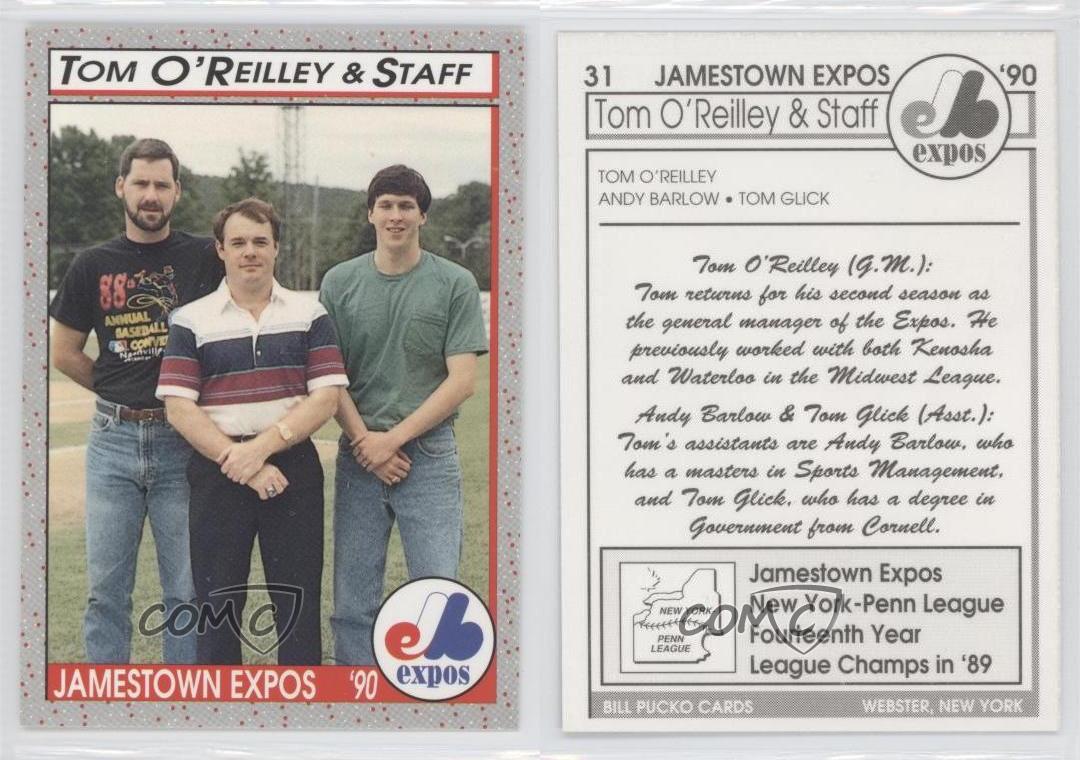 TOM O'REILLEY & STAFF
88th
ANNUAL
BASEBALL
Nashville
COMC
expos
JAMESTOWN EXPOS '90
31 JAMESTOWN EXPOS '90
Tom O'Reilley & Staff
expos
TOM O'REILLEY
ANDY BARLOW • TOM GLICK
Tom O'Reilley (G.M.):
Tom returns for his second season as
the general manager of the Expos. He
previously worked with both Kenosha
and Waterloo in the Midwest League.
Andy Barlow & Tom Glick (Asst.):
Tom's assistants are Andy Barlow, who
has a masters in Sports Management,
and Tom Glick, who has a degree in
Government from Cornell.
NEW YORK-
PENN
LEAGUE
Jamestown Expos
New York-Penn League
Fourteenth Year
League Champs in '89
COMC
BILL PUCKO CARDS WEBSTER, NEW YORK